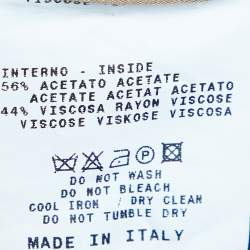 VISCOSE
INTERNO - INSIDE
56% ACETATO ACETATE
ACETATE ACETAT ACETATO
44% VISCOSA RAYON VISCOSE
VISCOSE VISKOSE VISCOSA
DO NOT WASH
DO NOT BLEACH
COOL IRON / DRY CLEAN
DO NOT TUMBLE DRY
MADE IN ITALY